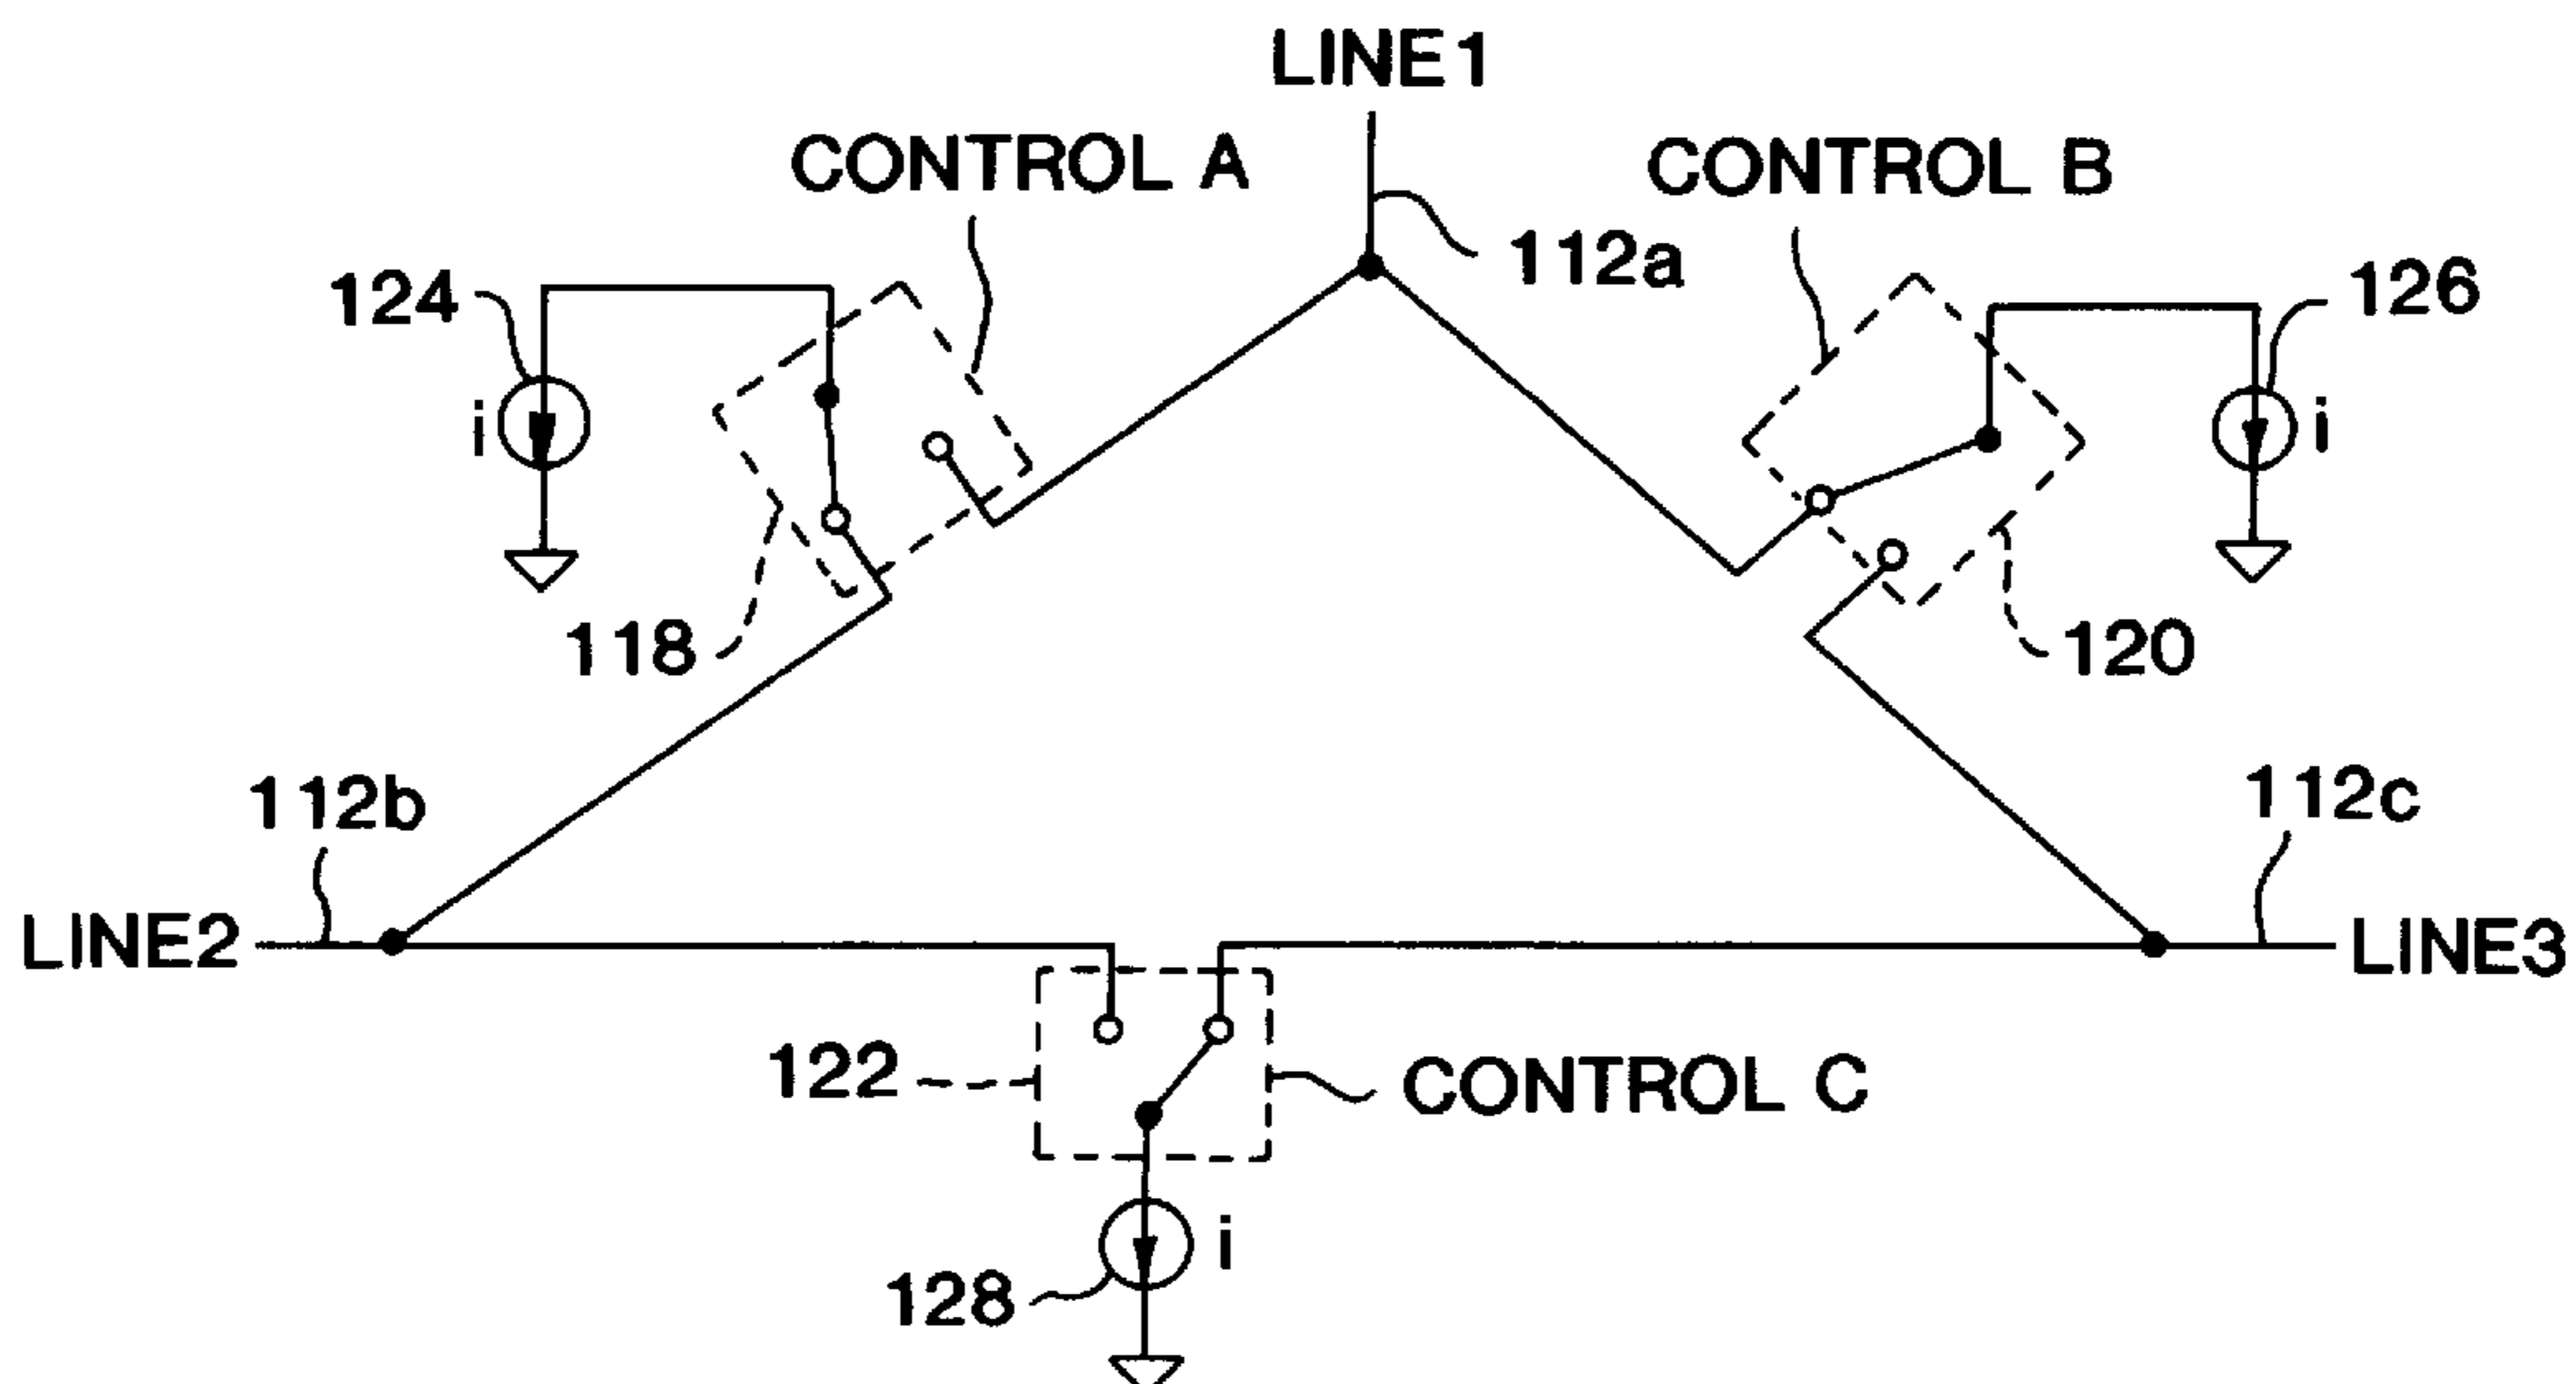 LINE1
CONTROL A
CONTROL B
112a
124
126
i
i
118
120
112b
112c
LINE2
LINE3
122
CONTROL C
i
128